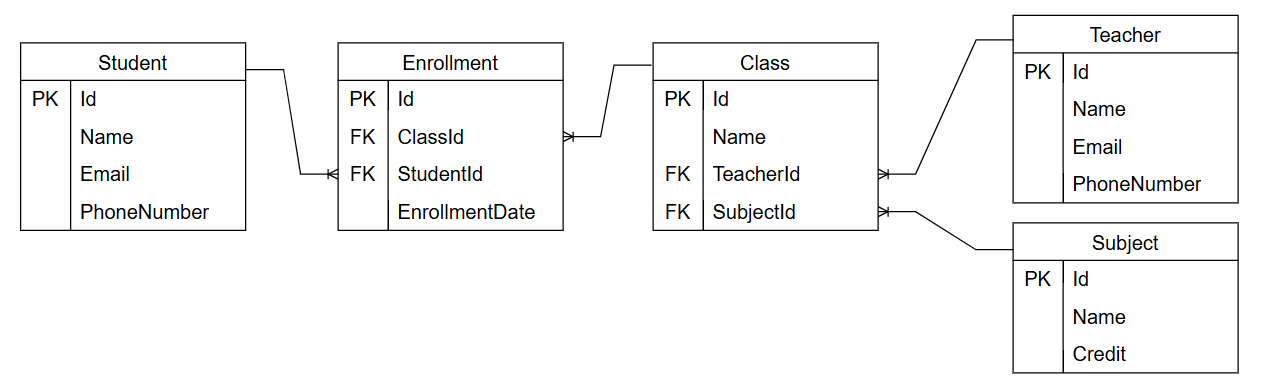 Student
PK Id
Name
Email
PhoneNumber
Enrollment
PK Id
FK ClassId
FK StudentId
EnrollmentDate
Class
PK Id
Name
FK TeacherId
FK SubjectId
Teacher
PK Id
Name
Email
PhoneNumber
Subject
PK Id
Name
Credit